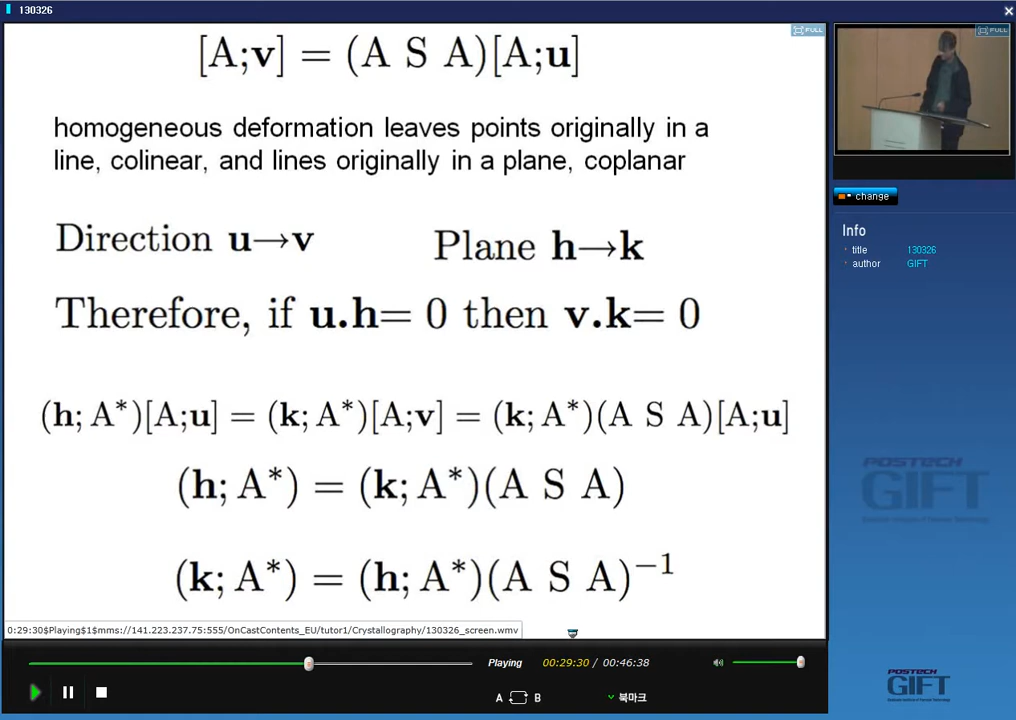 130326
[A;v] = (A S A)[A;u]
homogeneous deformation leaves points originally in a
line, colinear, and lines originally in a plane, coplanar
Direction u→v
Plane h→k
Therefore, if u.h= 0 then v.k= 0
(h; A*)[A;u] = (k; A*)[A;v] = (k; A*)(A S A)[A;u]
(h; A*) = (k; A*)(A S A)
(k; A*) = (h; A*)(A S A)⁻¹
0:29:30$Playing$1$mms://141.223.237.75:555/OnCastContents_EU/tutor1/Crystallography/130326_screen.wmv
Playing
00:29:30 / 00:46:38
A B
북마크
FULL
FULL
change
Info
title 130326
author GIFT
POSTECH
GIFT
POSTECH
GIFT